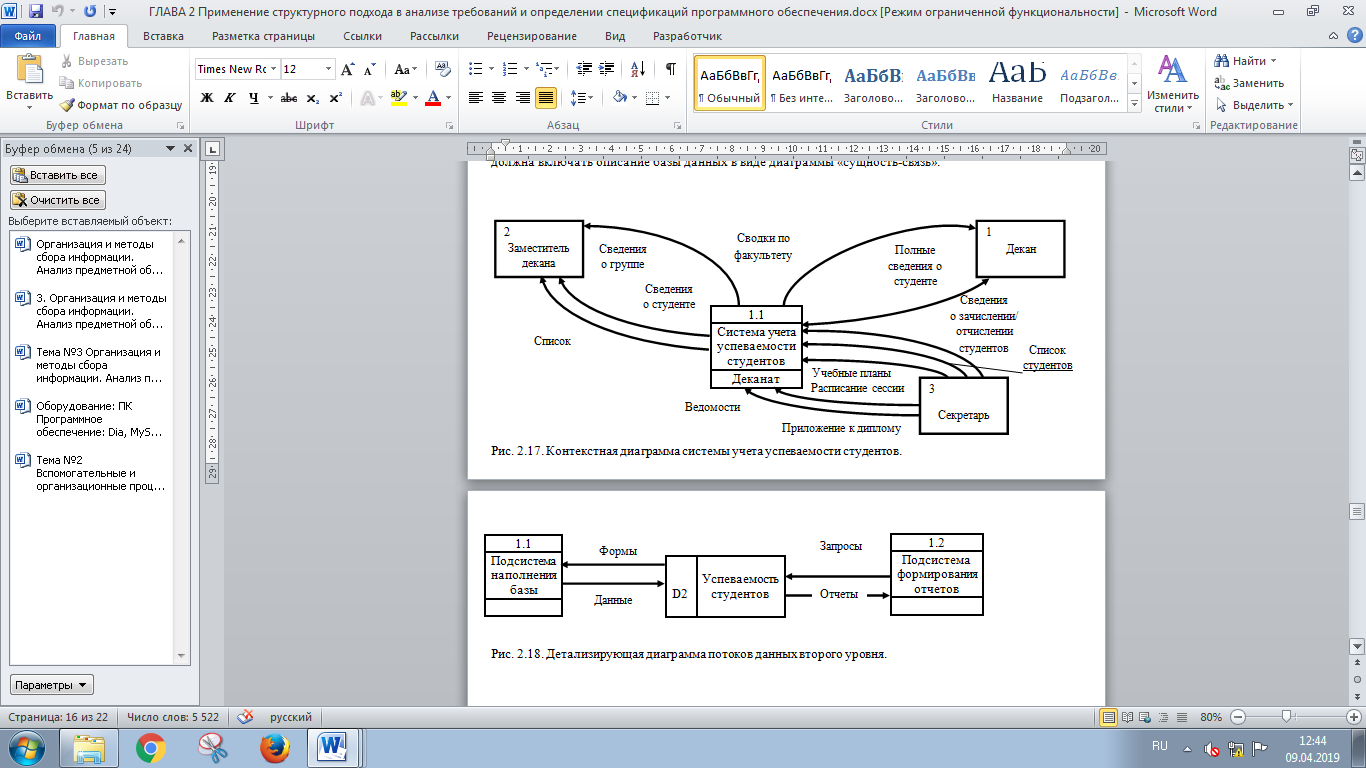 ГЛАВА 2 Применение структурного подхода в анализе требований и определении спецификаций программного обеспечения.docx [Режим ограниченной функциональности] - Microsoft Word
Файл
Главная
Вставка
Разметка страницы
Ссылки
Рассылки
Рецензирование
Вид
Разработчик
Вставить
Вырезать
Копировать
Формат по образцу
Буфер обмена
Times New Rc
12
Шрифт
Абзац
АаБбВвГг,
¶ Обычный
АаБбВвГг,
¶ Без инте...
АаБбВ
Заголово...
АаБбВв
Заголово...
АаБ
Название
АаБбВв.
Подзагол...
Изменить
стили
Стили
Найти
Заменить
Выделить
Редактирование
Буфер обмена (5 из 24)
Вставить все
Очистить все
Выберите вставляемый объект:
Организация и методы
сбора информации.
Анализ предметной об...
3. Организация и методы
сбора информации.
Анализ предметной об...
Тема №3 Организация и
методы сбора
информации. Анализ п...
Оборудование: ПК
Программное
обеспечение: Dia, MyS...
Тема №2
Вспомогательные и
организационные проц...
Параметры
должна включать описание базы данных в виде диаграммы «сущность-связь».
2
Заместитель
декана
Сведения
о группе
Сводки по
факультету
Полные
сведения о
студенте
1
Декан
Сведения
о студенте
Список
1.1
Система учета
успеваемости
студентов
Деканат
Сведения
о зачислении/
отчислении
студентов
Список
студентов
Учебные планы
Расписание сессии
3
Секретарь
Ведомости
Приложение к диплому
Рис. 2.17. Контекстная диаграмма системы учета успеваемости студентов.
1.1
Подсистема
наполнения
базы
Формы
Данные
D2
Успеваемость
студентов
Запросы
Отчеты
1.2
Подсистема
формирования
отчетов
Рис. 2.18. Детализирующая диаграмма потоков данных второго уровня.
Страница: 16 из 22
Число слов: 5 522
русский
80%
RU
12:44
09.04.2019